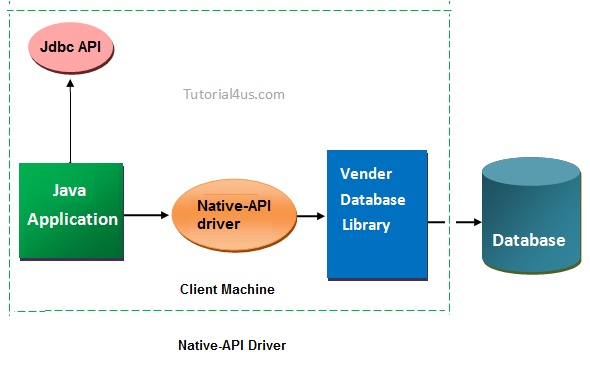 Jdbc API
Tutorial4us.com
Java
Application
Native-API
driver
Vender
Database
Library
Database
Client Machine
Native-API Driver